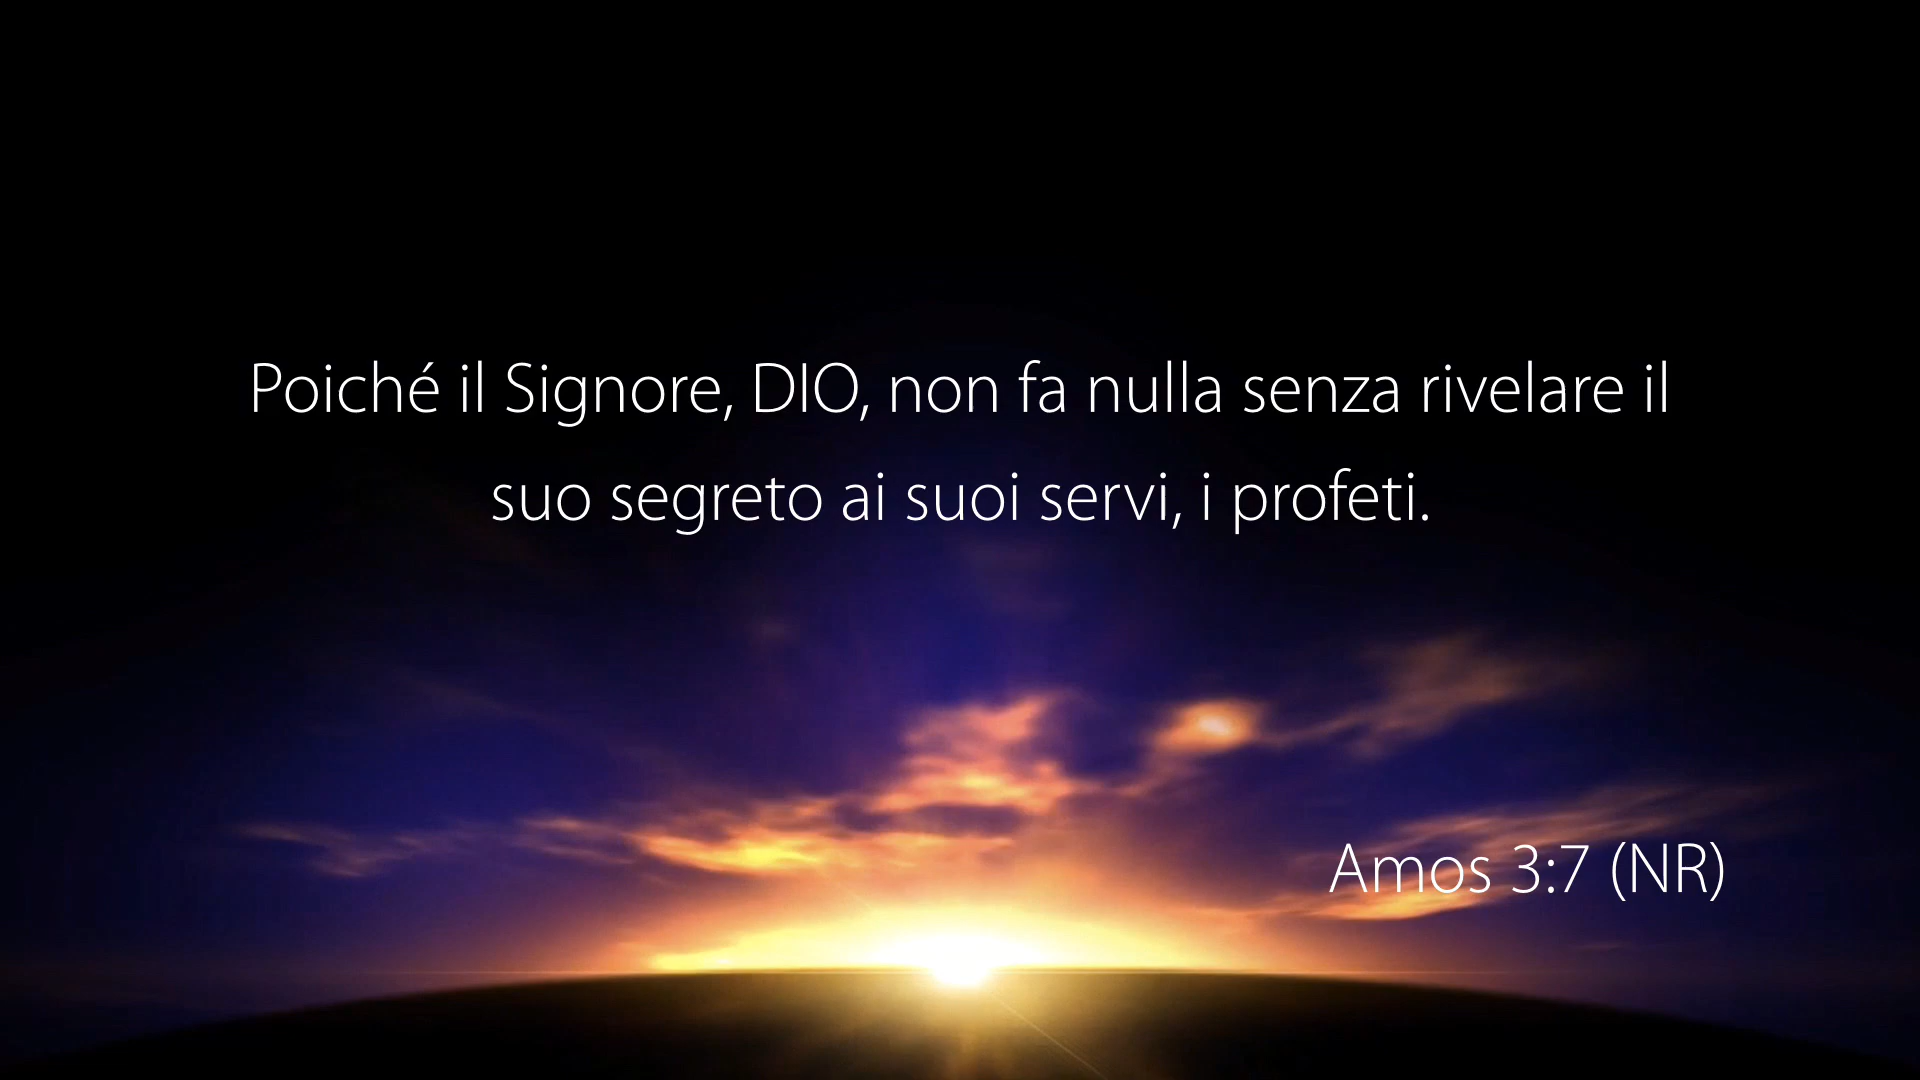 Poiché il Signore, DIO, non fa nulla senza rivelare il
suo segreto ai suoi servi, i profeti.
Amos 3:7 (NR)